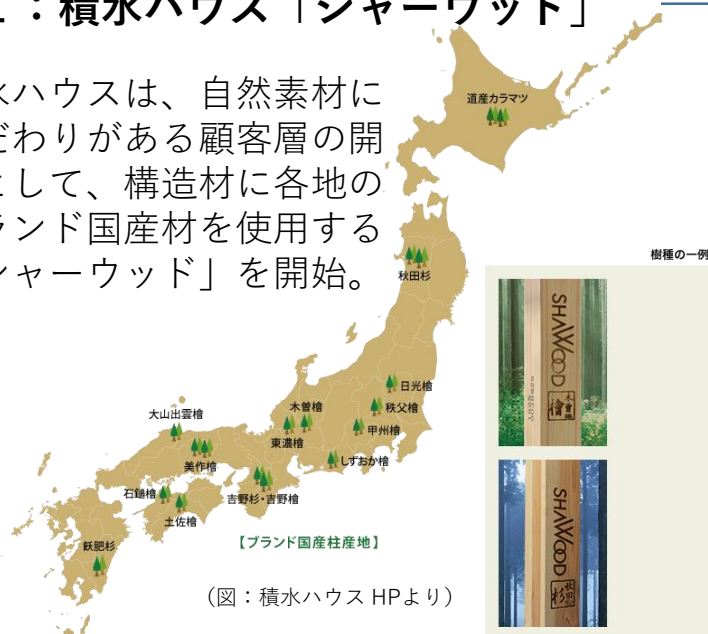 ：積水ハウス「シャーウッド」
水ハウスは、自然素材に
だわりがある顧客層の開
として、構造材に各地の
ランド国産材を使用する
シャーウッド」を開始。
道産カラマツ
秋田杉
樹種の一例
日光檜
秩父檜
甲州檜
しずおか檜
木曽檜
東濃檜
大山出雲檜
美作檜
石鎚檜
土佐檜
吉野杉・吉野檜
飫肥杉
【ブランド国産柱産地】
（図：積水ハウス HPより）
SHAWOOD
木曽
檜
SHAWOOD
秋田
杉